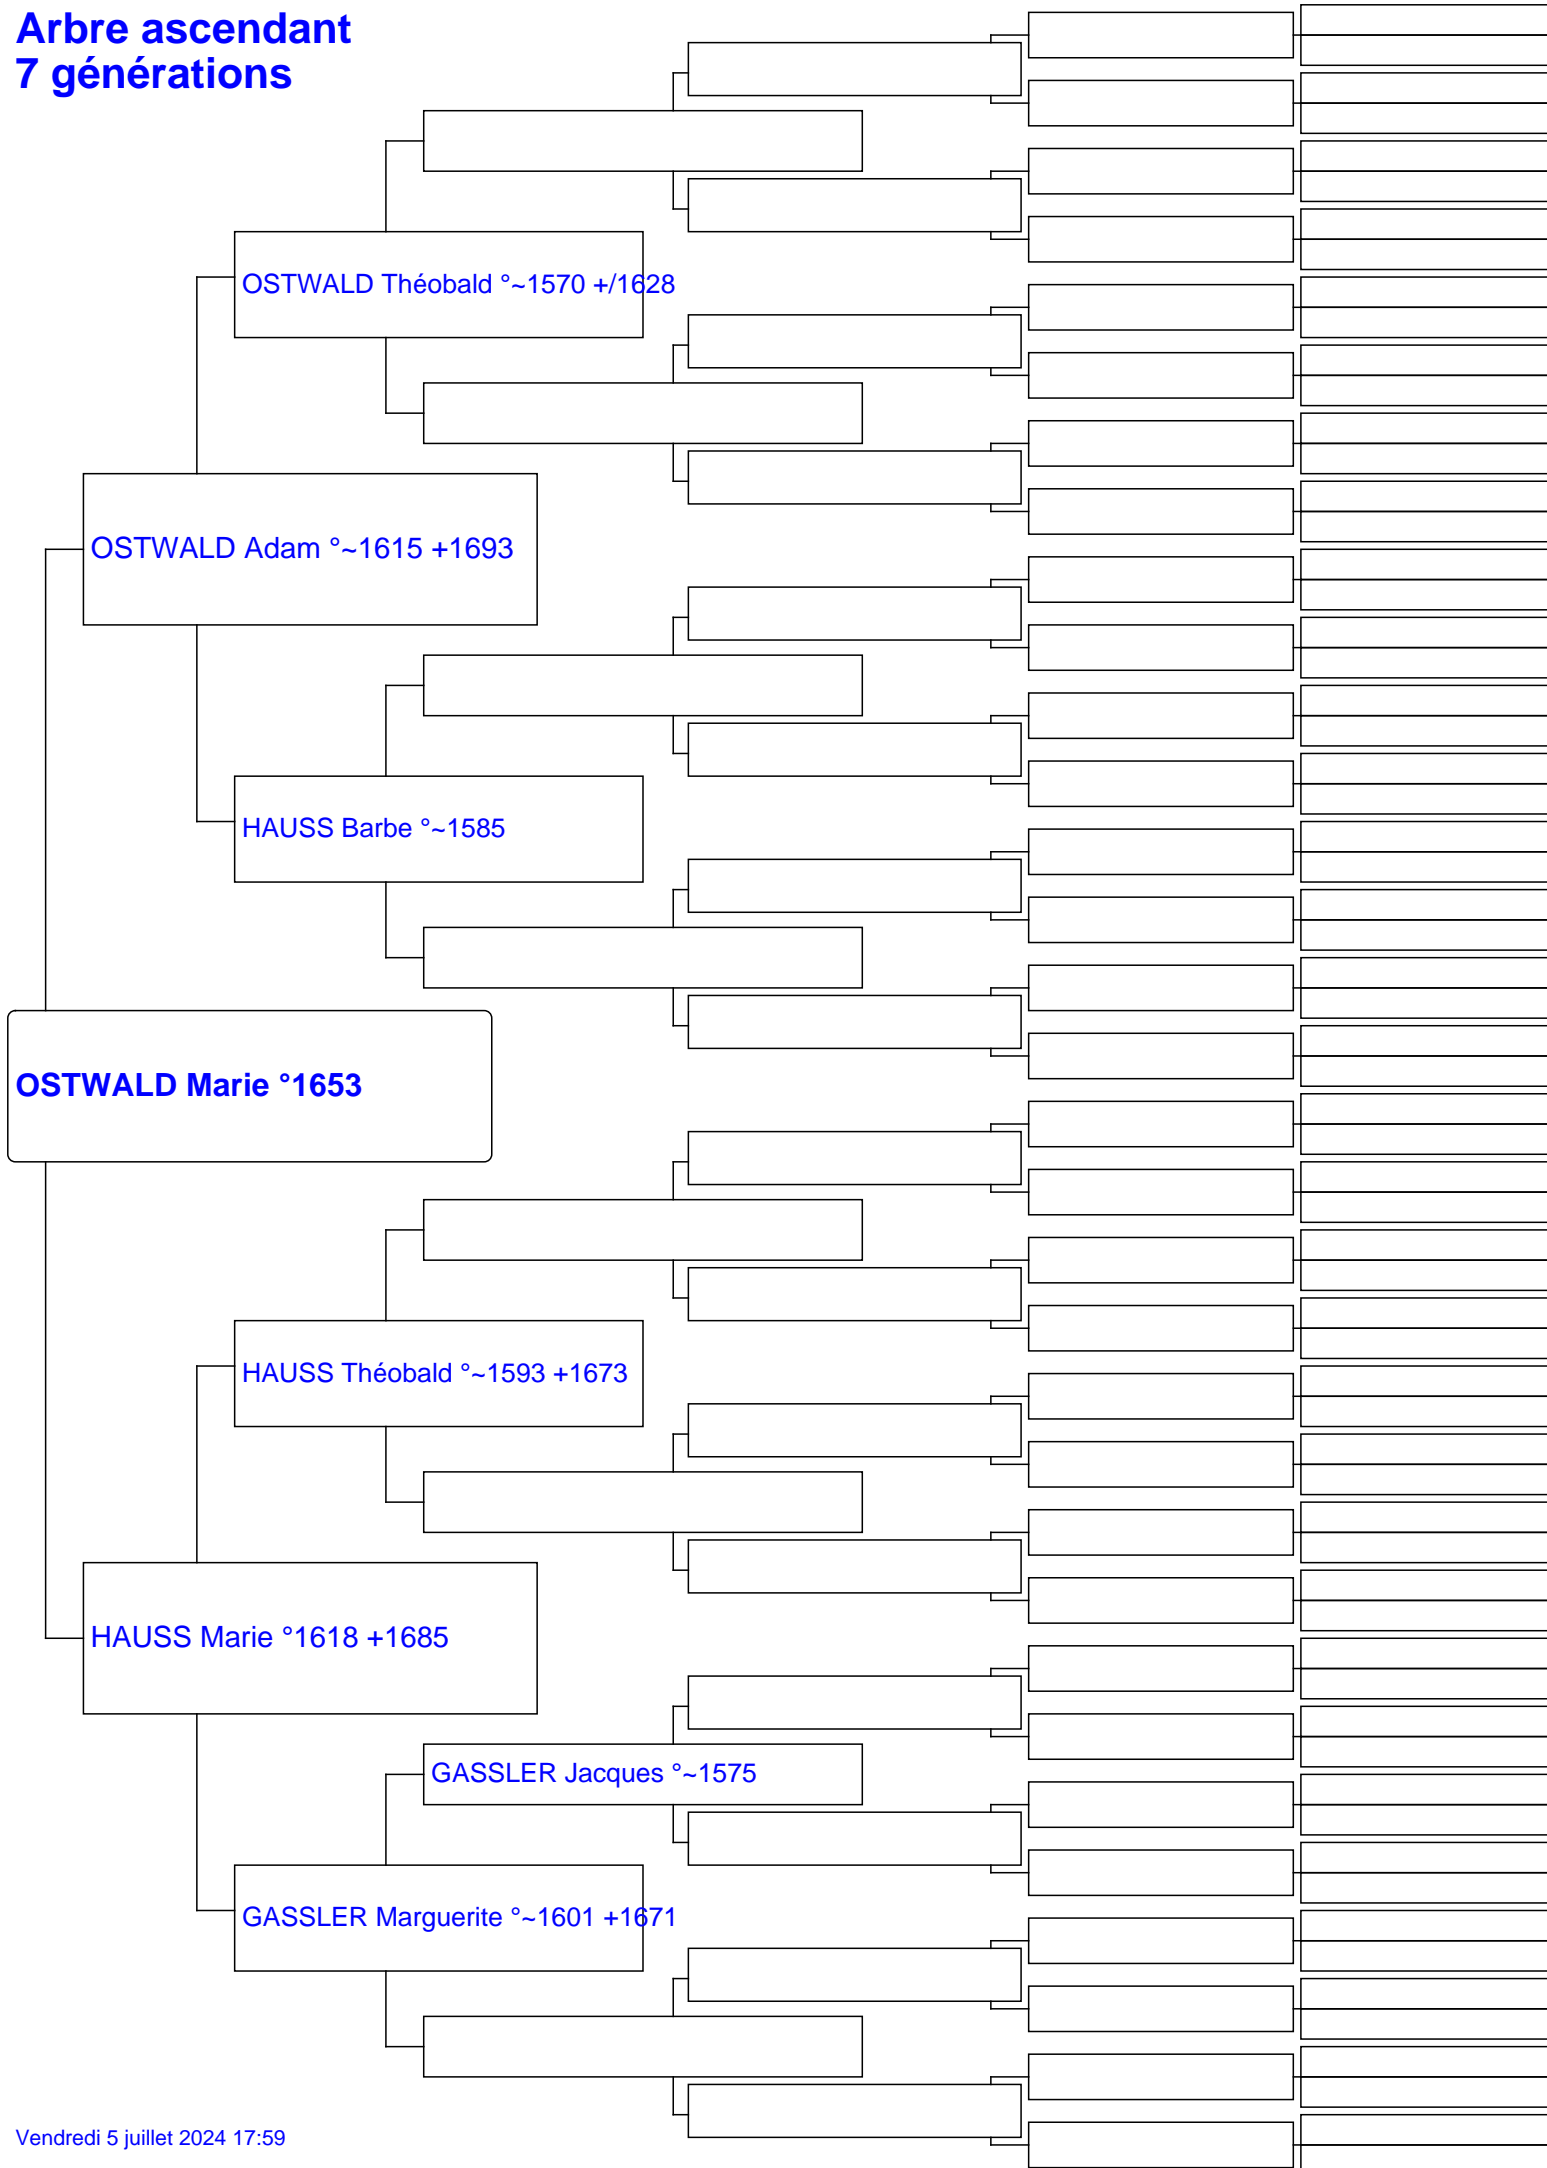 Arbre ascendant
7 générations
OSTWALD Théobald °~1570 +/1628
OSTWALD Adam °~1615 +1693
HAUSS Barbe °~1585
OSTWALD Marie °1653
HAUSS Théobald °~1593 +1673
HAUSS Marie °1618 +1685
GASSLER Jacques °~1575
GASSLER Marguerite °~1601 +1671
Vendredi 5 juillet 2024 17:59